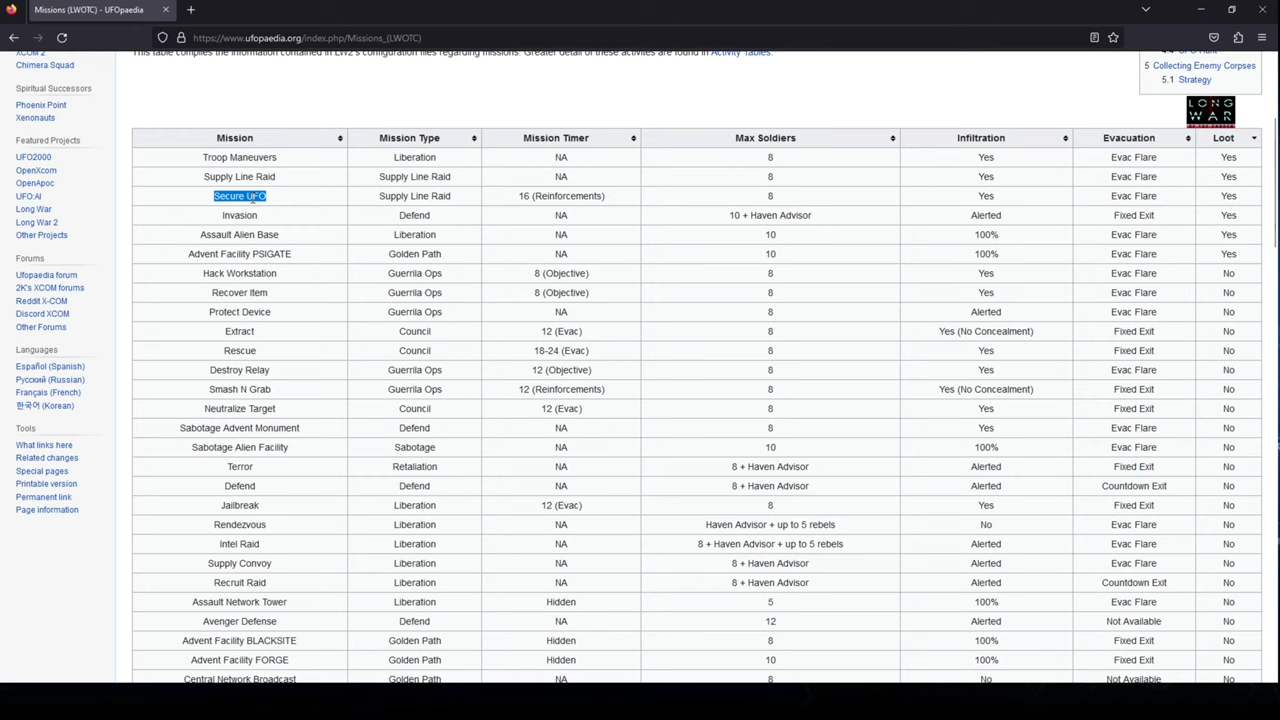 Missions (LWOTC) - UFOpaedia
https://www.ufopaedia.org/index.php/Missions_(LWOTC)
XCOM 2
Chimera Squad
Spiritual Successors
Phoenix Point
Xenonauts
Featured Projects
UFO2000
OpenXcom
OpenApoc
UFO:AI
Long War
Long War 2
Other Projects
Forums
Ufopaedia forum
2K's XCOM forums
Reddit X-COM
Discord XCOM
Other Forums
Languages
Español (Spanish)
Русский (Russian)
Français (French)
한국어 (Korean)
Tools
What links here
Related changes
Special pages
Printable version
Permanent link
Page information
This table compiles the information contained in LW2's configuration files regarding missions. Greater detail of these activites are found in Activity Tables.
4.4 UFO Hunt
5 Collecting Enemy Corpses
5.1 Strategy
LONG
WAR
Mission Mission Type Mission Timer Max Soldiers Infiltration Evacuation Loot
Troop Maneuvers Liberation NA 8 Yes Evac Flare Yes
Supply Line Raid Supply Line Raid NA 8 Yes Evac Flare Yes
Secure UFO Supply Line Raid 16 (Reinforcements) 8 Yes Evac Flare Yes
Invasion Defend NA 10 + Haven Advisor Alerted Fixed Exit Yes
Assault Alien Base Liberation NA 10 100% Evac Flare Yes
Advent Facility PSIGATE Golden Path NA 10 100% Evac Flare Yes
Hack Workstation Guerrila Ops 8 (Objective) 8 Yes Evac Flare No
Recover Item Guerrila Ops 8 (Objective) 8 Yes Evac Flare No
Protect Device Guerrila Ops NA 8 Alerted Evac Flare No
Extract Council 12 (Evac) 8 Yes (No Concealment) Fixed Exit No
Rescue Council 18-24 (Evac) 8 Yes Fixed Exit No
Destroy Relay Guerrila Ops 12 (Objective) 8 Yes Evac Flare No
Smash N Grab Guerrila Ops 12 (Reinforcements) 8 Yes (No Concealment) Fixed Exit No
Neutralize Target Council 12 (Evac) 8 Yes Fixed Exit No
Sabotage Advent Monument Defend NA 8 Yes Evac Flare No
Sabotage Alien Facility Sabotage NA 10 100% Evac Flare No
Terror Retaliation NA 8 + Haven Advisor Alerted Fixed Exit No
Defend Defend NA 8 + Haven Advisor Alerted Countdown Exit No
Jailbreak Liberation 12 (Evac) 8 Yes Fixed Exit No
Rendezvous Liberation NA Haven Advisor + up to 5 rebels No Evac Flare No
Intel Raid Liberation NA 8 + Haven Advisor + up to 5 rebels Alerted Evac Flare No
Supply Convoy Liberation NA 8 + Haven Advisor Alerted Evac Flare No
Recruit Raid Liberation NA 8 + Haven Advisor Alerted Countdown Exit No
Assault Network Tower Liberation Hidden 5 100% Evac Flare No
Avenger Defense Defend NA 12 Alerted Not Available No
Advent Facility BLACKSITE Golden Path Hidden 8 100% Fixed Exit No
Advent Facility FORGE Golden Path Hidden 10 100% Fixed Exit No
Central Network Broadcast Golden Path NA 8 No Not Available No